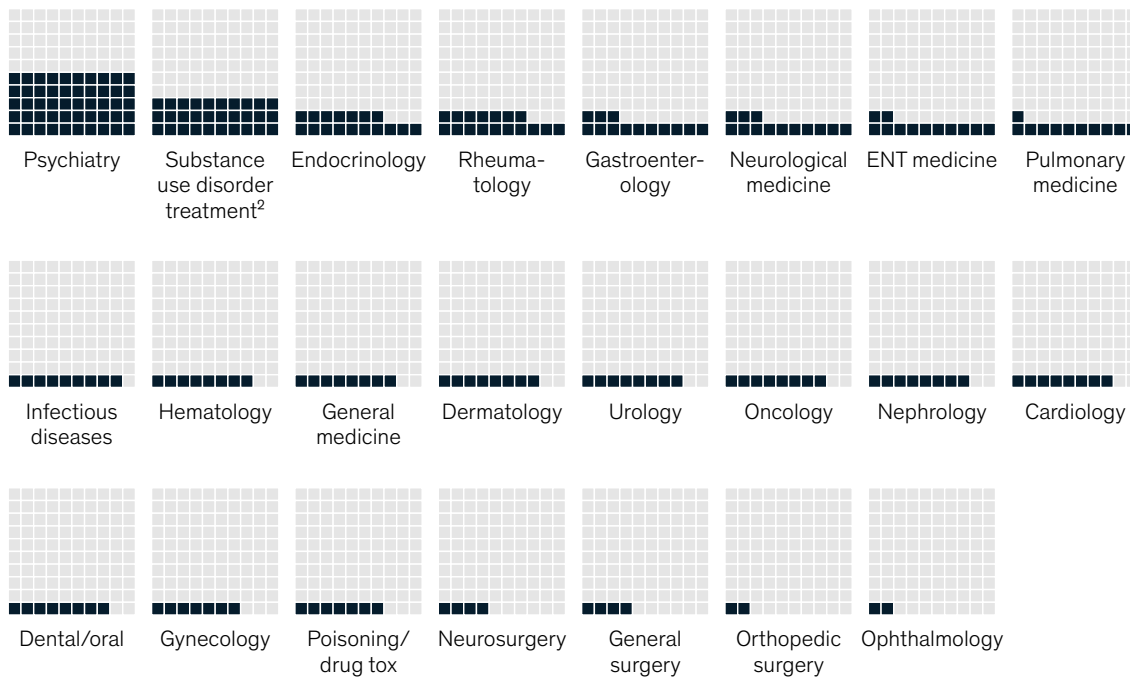 Psychiatry
Substance
use disorder
treatment²
Endocrinology
Rheuma-
tology
Gastroenter-
ology
Neurological
medicine
ENT medicine
Pulmonary
medicine
Infectious
diseases
Hematology
General
medicine
Dermatology
Urology
Oncology
Nephrology
Cardiology
Dental/oral
Gynecology
Poisoning/
drug tox
Neurosurgery
General
surgery
Orthopedic
surgery
Ophthalmology